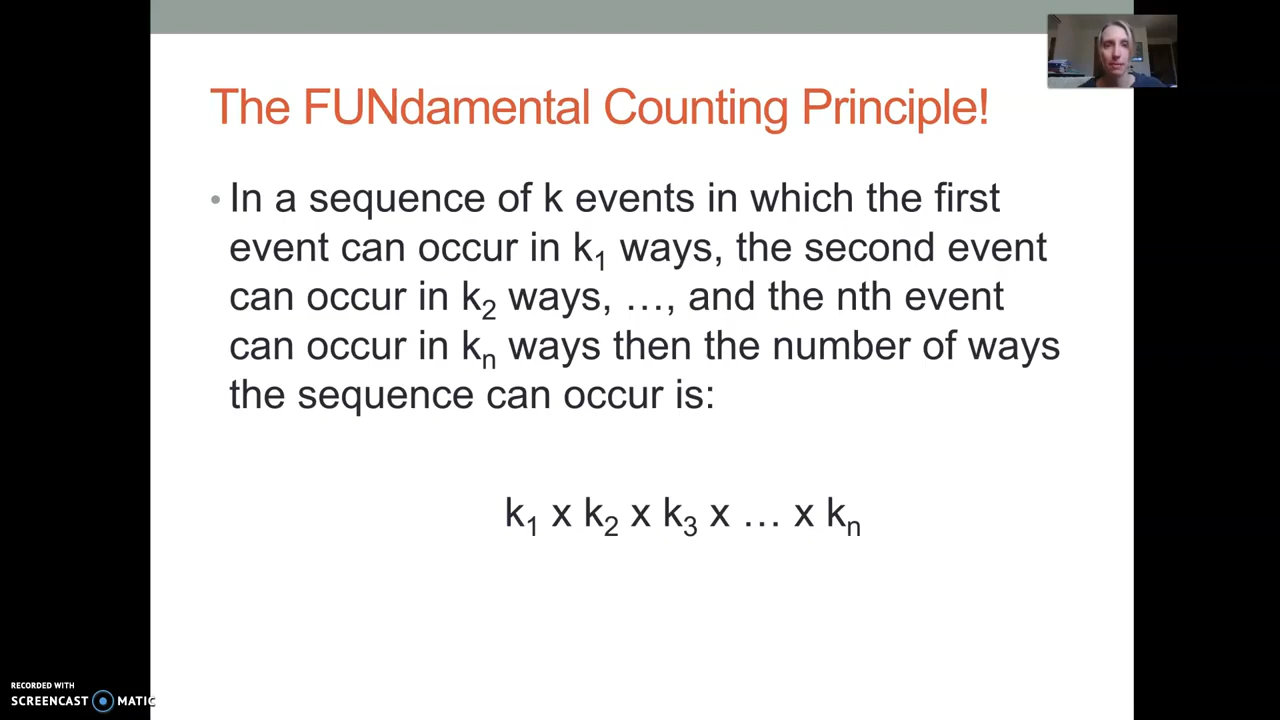 The FUNdamental Counting Principle!
• In a sequence of k events in which the first
event can occur in k₁ ways, the second event
can occur in k₂ ways, …, and the nth event
can occur in kₙ ways then the number of ways
the sequence can occur is:
k₁ x k₂ x k₃ x … x kₙ
RECORDED WITH
SCREENCAST MATIC